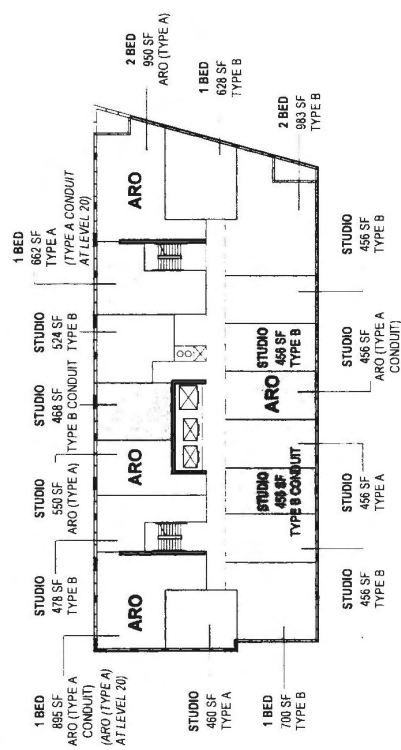 1 BED
895 SF
ARO (TYPE A
CONDUIT)
(ARO (TYPE A)
AT LEVEL 20)
STUDIO
478 SF
TYPE B
STUDIO
550 SF
ARO (TYPE A)
STUDIO
468 SF
TYPE B CONDUIT
STUDIO
524 SF
TYPE B
1 BED
662 SF
TYPE A
(TYPE A CONDUIT
AT LEVEL 20)
2 BED
950 SF
ARO (TYPE A)
1 BED
628 SF
TYPE B
2 BED
983 SF
TYPE B
ARO
ARO
ARO
ARO
STUDIO
456 SF
TYPE B CONDUIT
STUDIO
456 SF
TYPE B
STUDIO
460 SF
TYPE A
1 BED
700 SF
TYPE B
STUDIO
456 SF
TYPE B
STUDIO
456 SF
TYPE A
STUDIO
456 SF
ARO (TYPE A
CONDUIT)
STUDIO
456 SF
TYPE B